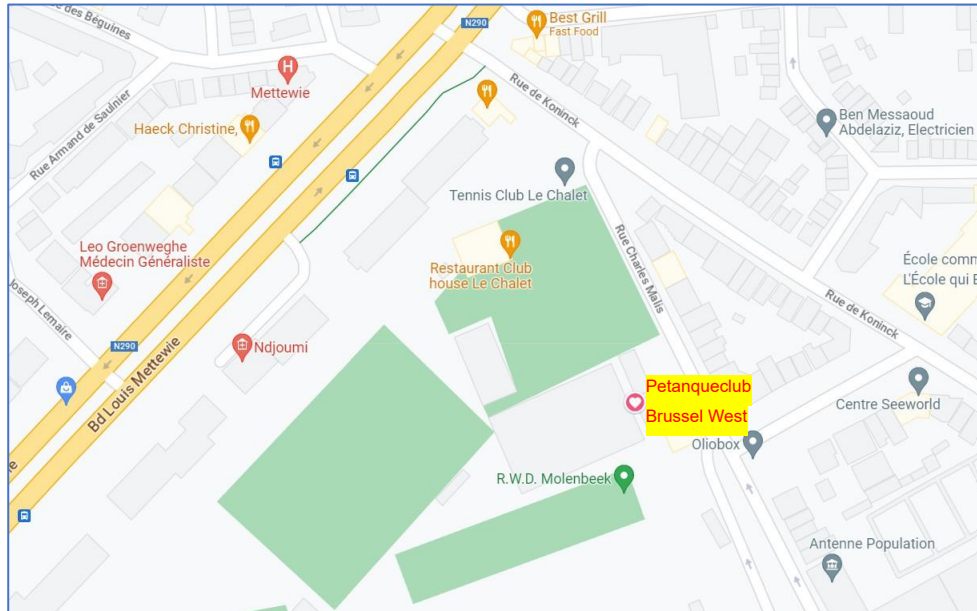 des Béguines
N290
Best Grill
Fast Food
Mettewie
Rue de Koninck
Haeck Christine,
Ben Messaoud
Abdelaziz, Electricien
Rue Armand de Saulnier
Tennis Club Le Chalet
Leo Groenweghe
Médecin Généraliste
Restaurant Club
house Le Chalet
Rue Charles Malis
École comm
L'École qui B
Joseph Lemaire
Rue de Koninck
N290
Ndjoumi
Bd Louis Mettewie
Petanqueclub
Brussel West
Centre Seeworld
Oliobox
R.W.D. Molenbeek
Antenne Population